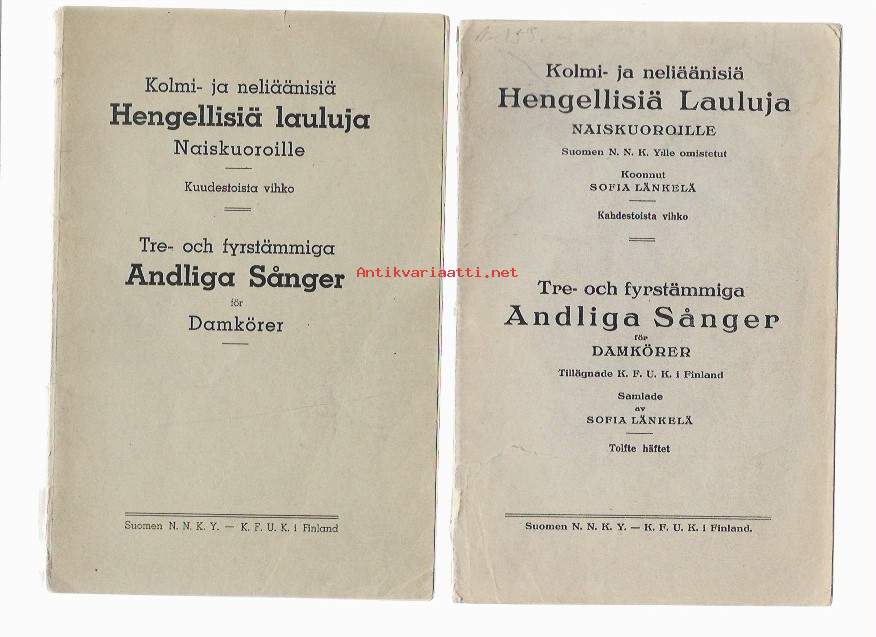 Kolmi- ja neliäänisiä
Hengellisiä lauluja
Naiskuoroille
Kuudestoista vihko
Tre- och fyrstämmiga
Andliga Sånger
för
Damkörer
Suomen N. N. K. Y. — K. F. U. K. i Finland
Kolmi- ja neliäänisiä
Hengellisiä Lauluja
NAISKUOROILLE
Suomen N. N. K. Yille omistetut
Koonnut
SOFIA LÄNKELÄ
Kahdestoista vihko
Tre- och fyrstämmiga
Andliga Sånger
för
DAMKÖRER
Tillägnade K. F. U. K. i Finland
Samlade
av
SOFIA LÄNKELÄ
Tolfte häftet
Suomen N. N. K. Y. — K. F. U. K. i Finland.
Antikvariaatti.net